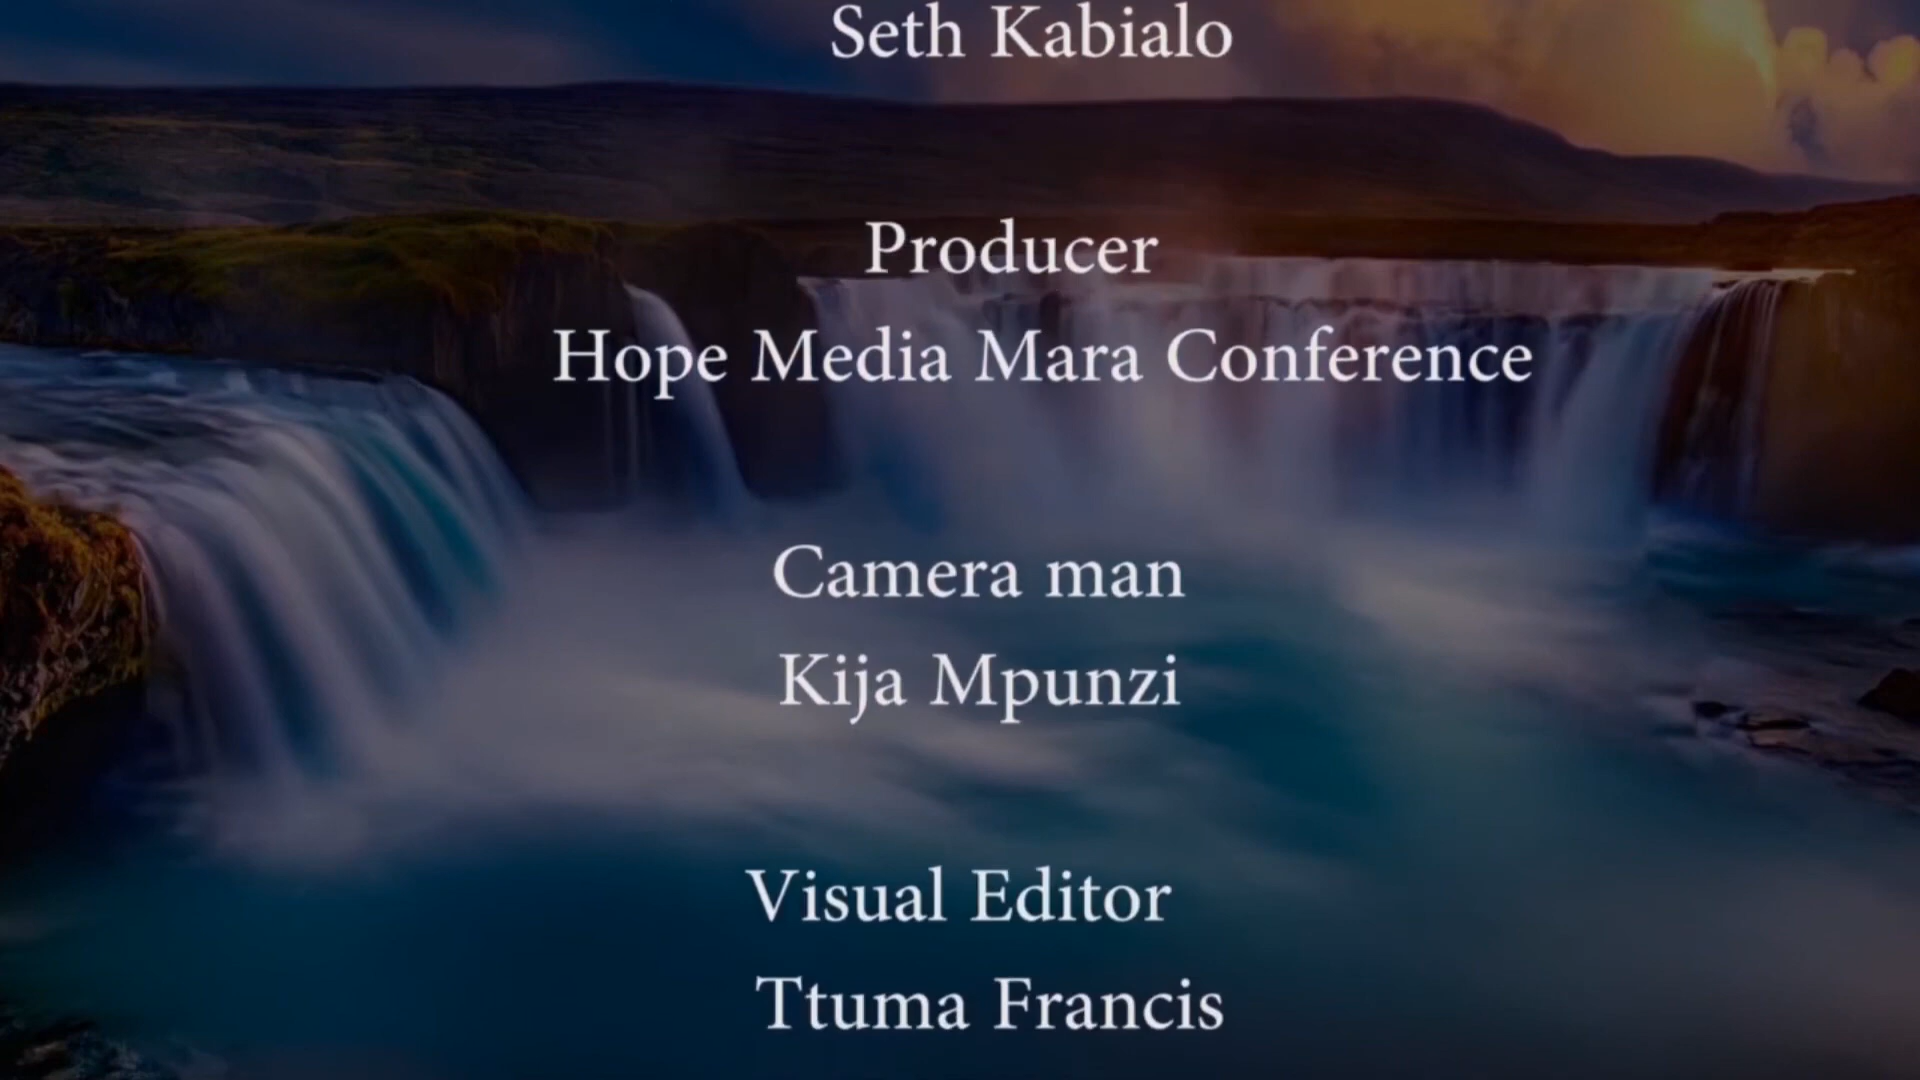 Seth Kabialo
Producer
Hope Media Mara Conference
Camera man
Kija Mpunzi
Visual Editor
Ttuma Francis